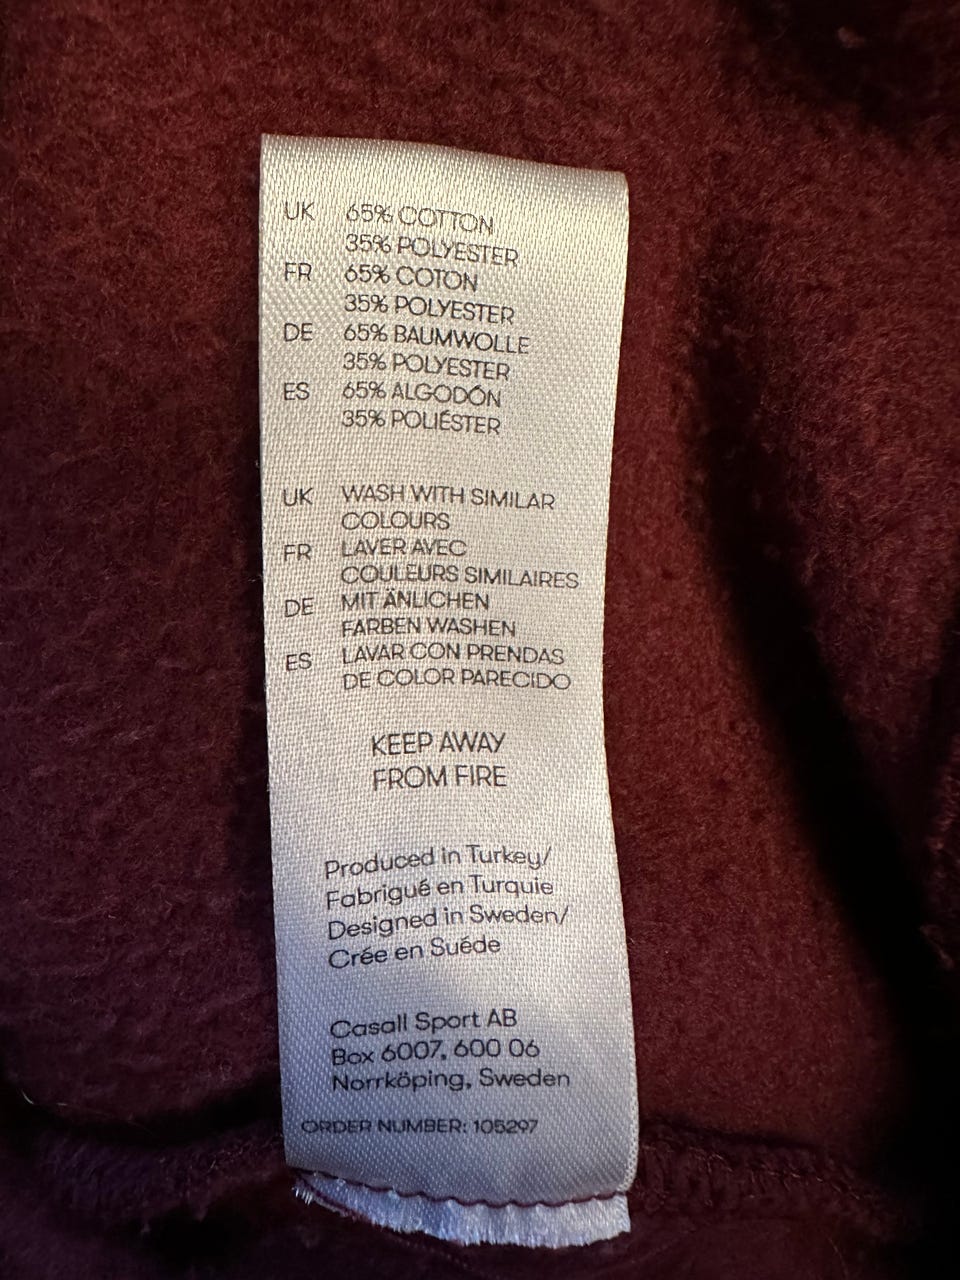 UK 65% COTTON
35% POLYESTER
FR 65% COTON
35% POLYESTER
DE 65% BAUMWOLLE
35% POLYESTER
ES 65% ALGODÓN
35% POLIÉSTER
UK WASH WITH SIMILAR
COLOURS
FR LAVER AVEC
COULEURS SIMILAIRES
DE MIT ÄNLICHEN
FARBEN WASHEN
ES LAVAR CON PRENDAS
DE COLOR PARECIDO
KEEP AWAY
FROM FIRE
Produced in Turkey/
Fabrigué en Turquie
Designed in Sweden/
Crée en Suéde
Casall Sport AB
Box 6007, 600 06
Norrköping, Sweden
ORDER NUMBER: 105297